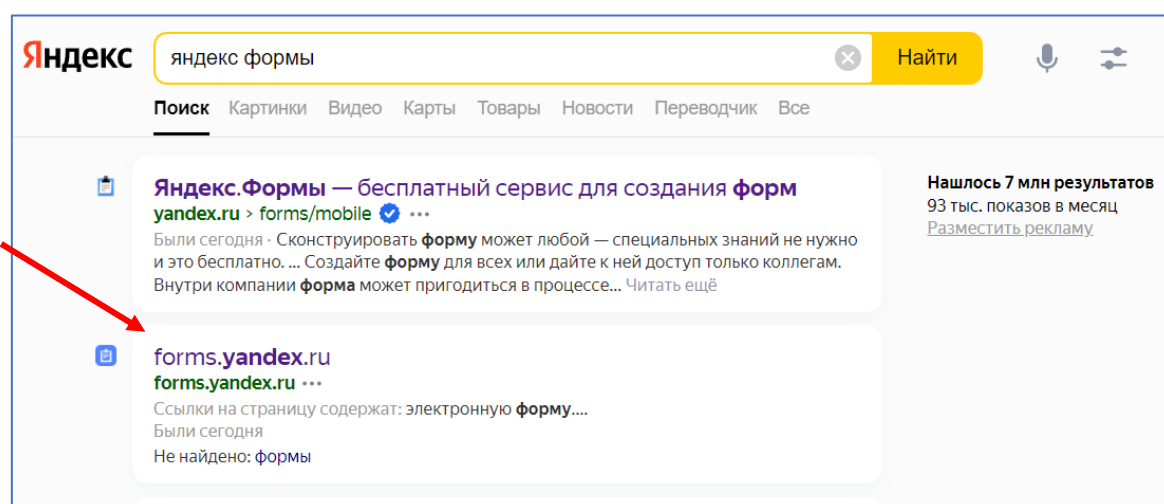 Яндекс
яндекс формы
Найти
Поиск Картинки Видео Карты Товары Новости Переводчик Все
Яндекс.Формы — бесплатный сервис для создания форм
yandex.ru › forms/mobile ···
Были сегодня · Сконструировать форму может любой — специальных знаний не нужно
и это бесплатно. ... Создайте форму для всех или дайте к ней доступ только коллегам.
Внутри компании форма может пригодиться в процессе... Читать ещё
Нашлось 7 млн результатов
93 тыс. показов в месяц
Разместить рекламу
forms.yandex.ru
forms.yandex.ru ···
Ссылки на страницу содержат: электронную форму....
Были сегодня
Не найдено: формы